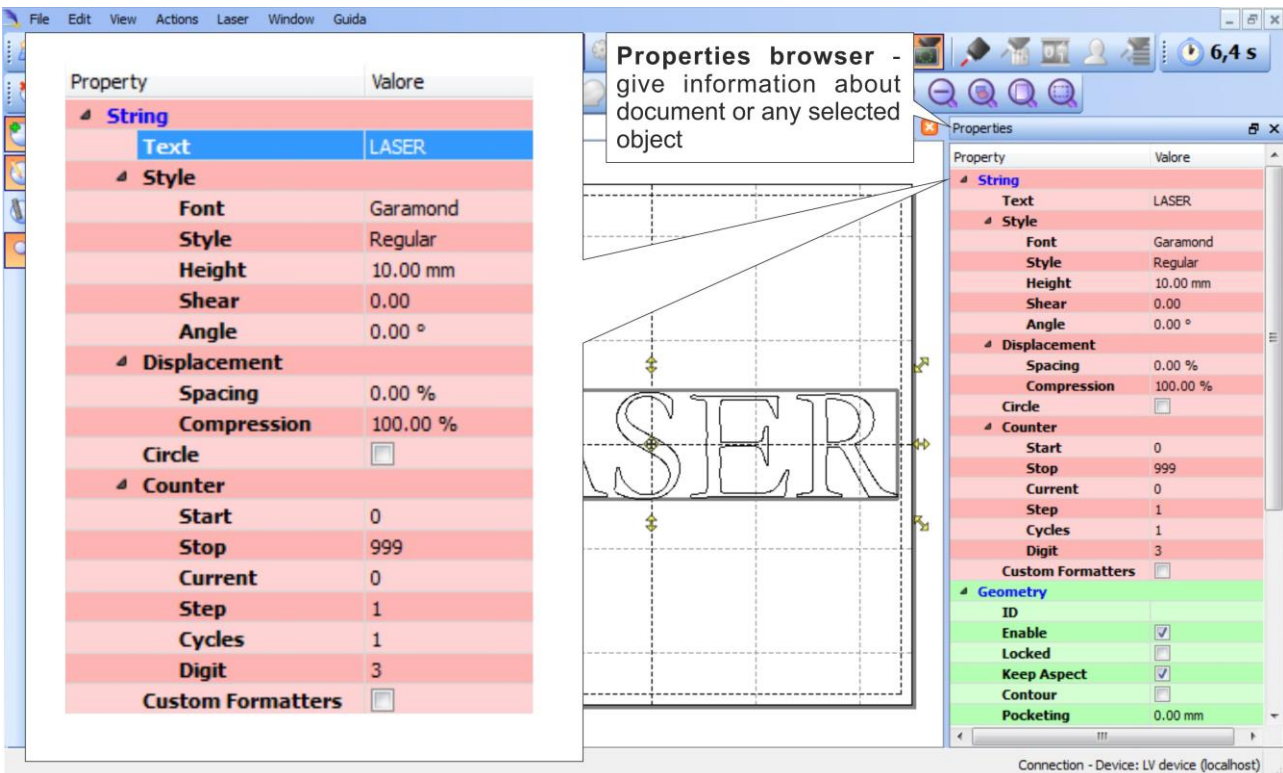 File Edit View Actions Laser Window Guida
Properties browser -
give information about
document or any selected
object
6,4 s
Property Valore
String
Text LASER
Style
Font Garamond
Style Regular
Height 10.00 mm
Shear 0.00
Angle 0.00 °
Displacement
Spacing 0.00 %
Compression 100.00 %
Circle
Counter
Start 0
Stop 999
Current 0
Step 1
Cycles 1
Digit 3
Custom Formatters
ASER
Properties
Property Valore
String
Text LASER
Style
Font Garamond
Style Regular
Height 10.00 mm
Shear 0.00
Angle 0.00 °
Displacement
Spacing 0.00 %
Compression 100.00 %
Circle
Counter
Start 0
Stop 999
Current 0
Step 1
Cycles 1
Digit 3
Custom Formatters
Geometry
ID
Enable
Locked
Keep Aspect
Contour
Pocketing 0.00 mm
Connection - Device: LV device (localhost)